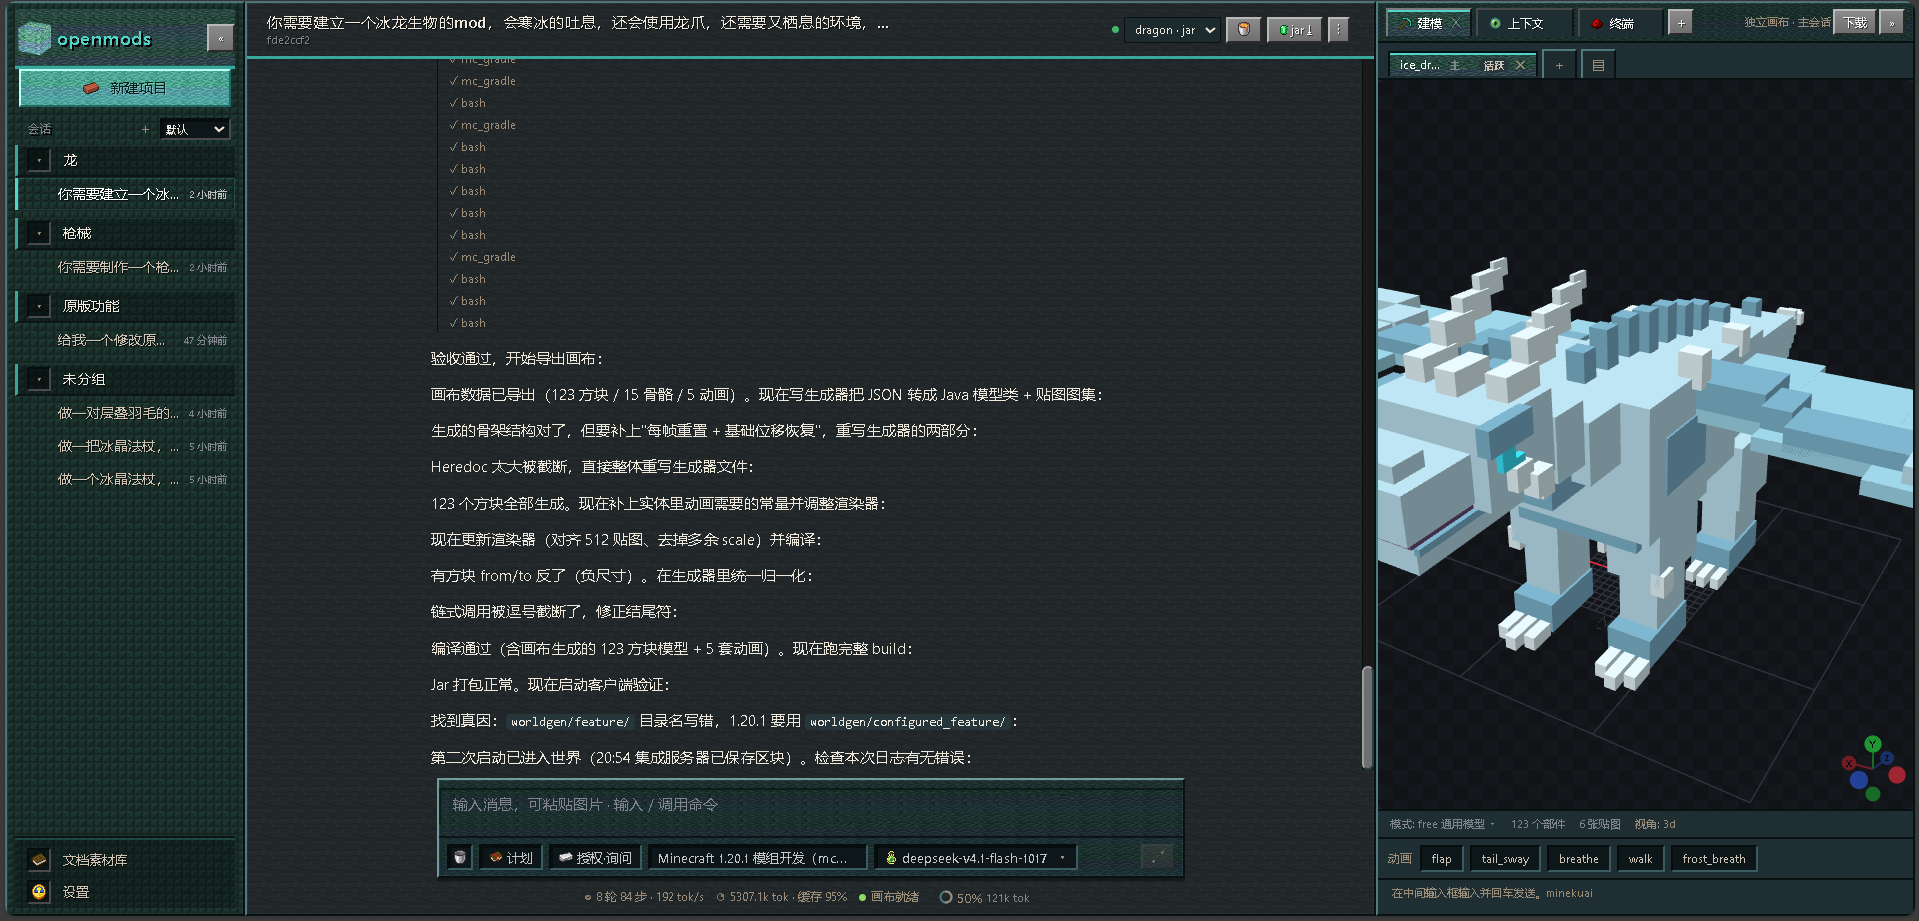 openmods
«
新建项目
会话
+
默认
龙
你需要建立一个冰... 2 小时前
枪械
你需要制作一个枪... 2 小时前
原版功能
给我一个修改原... 47 分钟前
未分组
做一对层叠羽毛的... 4 小时前
做一把冰晶法杖，... 5 小时前
做一个冰晶法杖，... 5 小时前
文档素材库
设置
你需要建立一个冰龙生物的mod，会寒冰的吐息，还会使用龙爪，还需要又栖息的环境，...
fde2ccf2
dragon · jar
jar 1
⋮
✓ mc_gradle
✓ mc_gradle
✓ bash
✓ mc_gradle
✓ bash
✓ bash
✓ bash
✓ bash
✓ bash
✓ mc_gradle
✓ bash
✓ bash
✓ bash
验收通过，开始导出画布：
画布数据已导出（123 方块 / 15 骨骼 / 5 动画）。现在写生成器把 JSON 转成 Java 模型类 + 贴图图集：
生成的骨架结构对了，但要补上"每帧重置 + 基础位移恢复"，重写生成器的两部分：
Heredoc 太大被截断，直接整体重写生成器文件：
123 个方块全部生成。现在补上实体里动画需要的常量并调整渲染器：
现在更新渲染器（对齐 512 贴图、去掉多余 scale）并编译：
有方块 from/to 反了（负尺寸）。在生成器里统一归一化：
链式调用被逗号截断了，修正结尾符：
编译通过（含画布生成的 123 方块模型 + 5 套动画）。现在跑完整 build：
Jar 打包正常。现在启动客户端验证：
找到真因： worldgen/feature/ 目录名写错，1.20.1 要用 worldgen/configured_feature/ ：
第二次启动已进入世界（20:54 集成服务器已保存区块）。检查本次日志有无错误：
输入消息，可粘贴图片 · 输入 / 调用命令
计划
授权·询问
Minecraft 1.20.1 模组开发（mc...
deepseek-v4.1-flash-1017
8 轮 84 步 · 192 tok/s
5307.1k tok · 缓存 95%
画布就绪
50% 121k tok
建模
上下文
终端
+
独立画布 · 主会话
下载
»
ice_dr... 主... 活跃
+
Y
X
Z
模式: free 通用模型 · 123 个部件 6 张贴图 视角: 3d
动画 flap tail_sway breathe walk frost_breath
在中间输入框输入并回车发送。minekuai